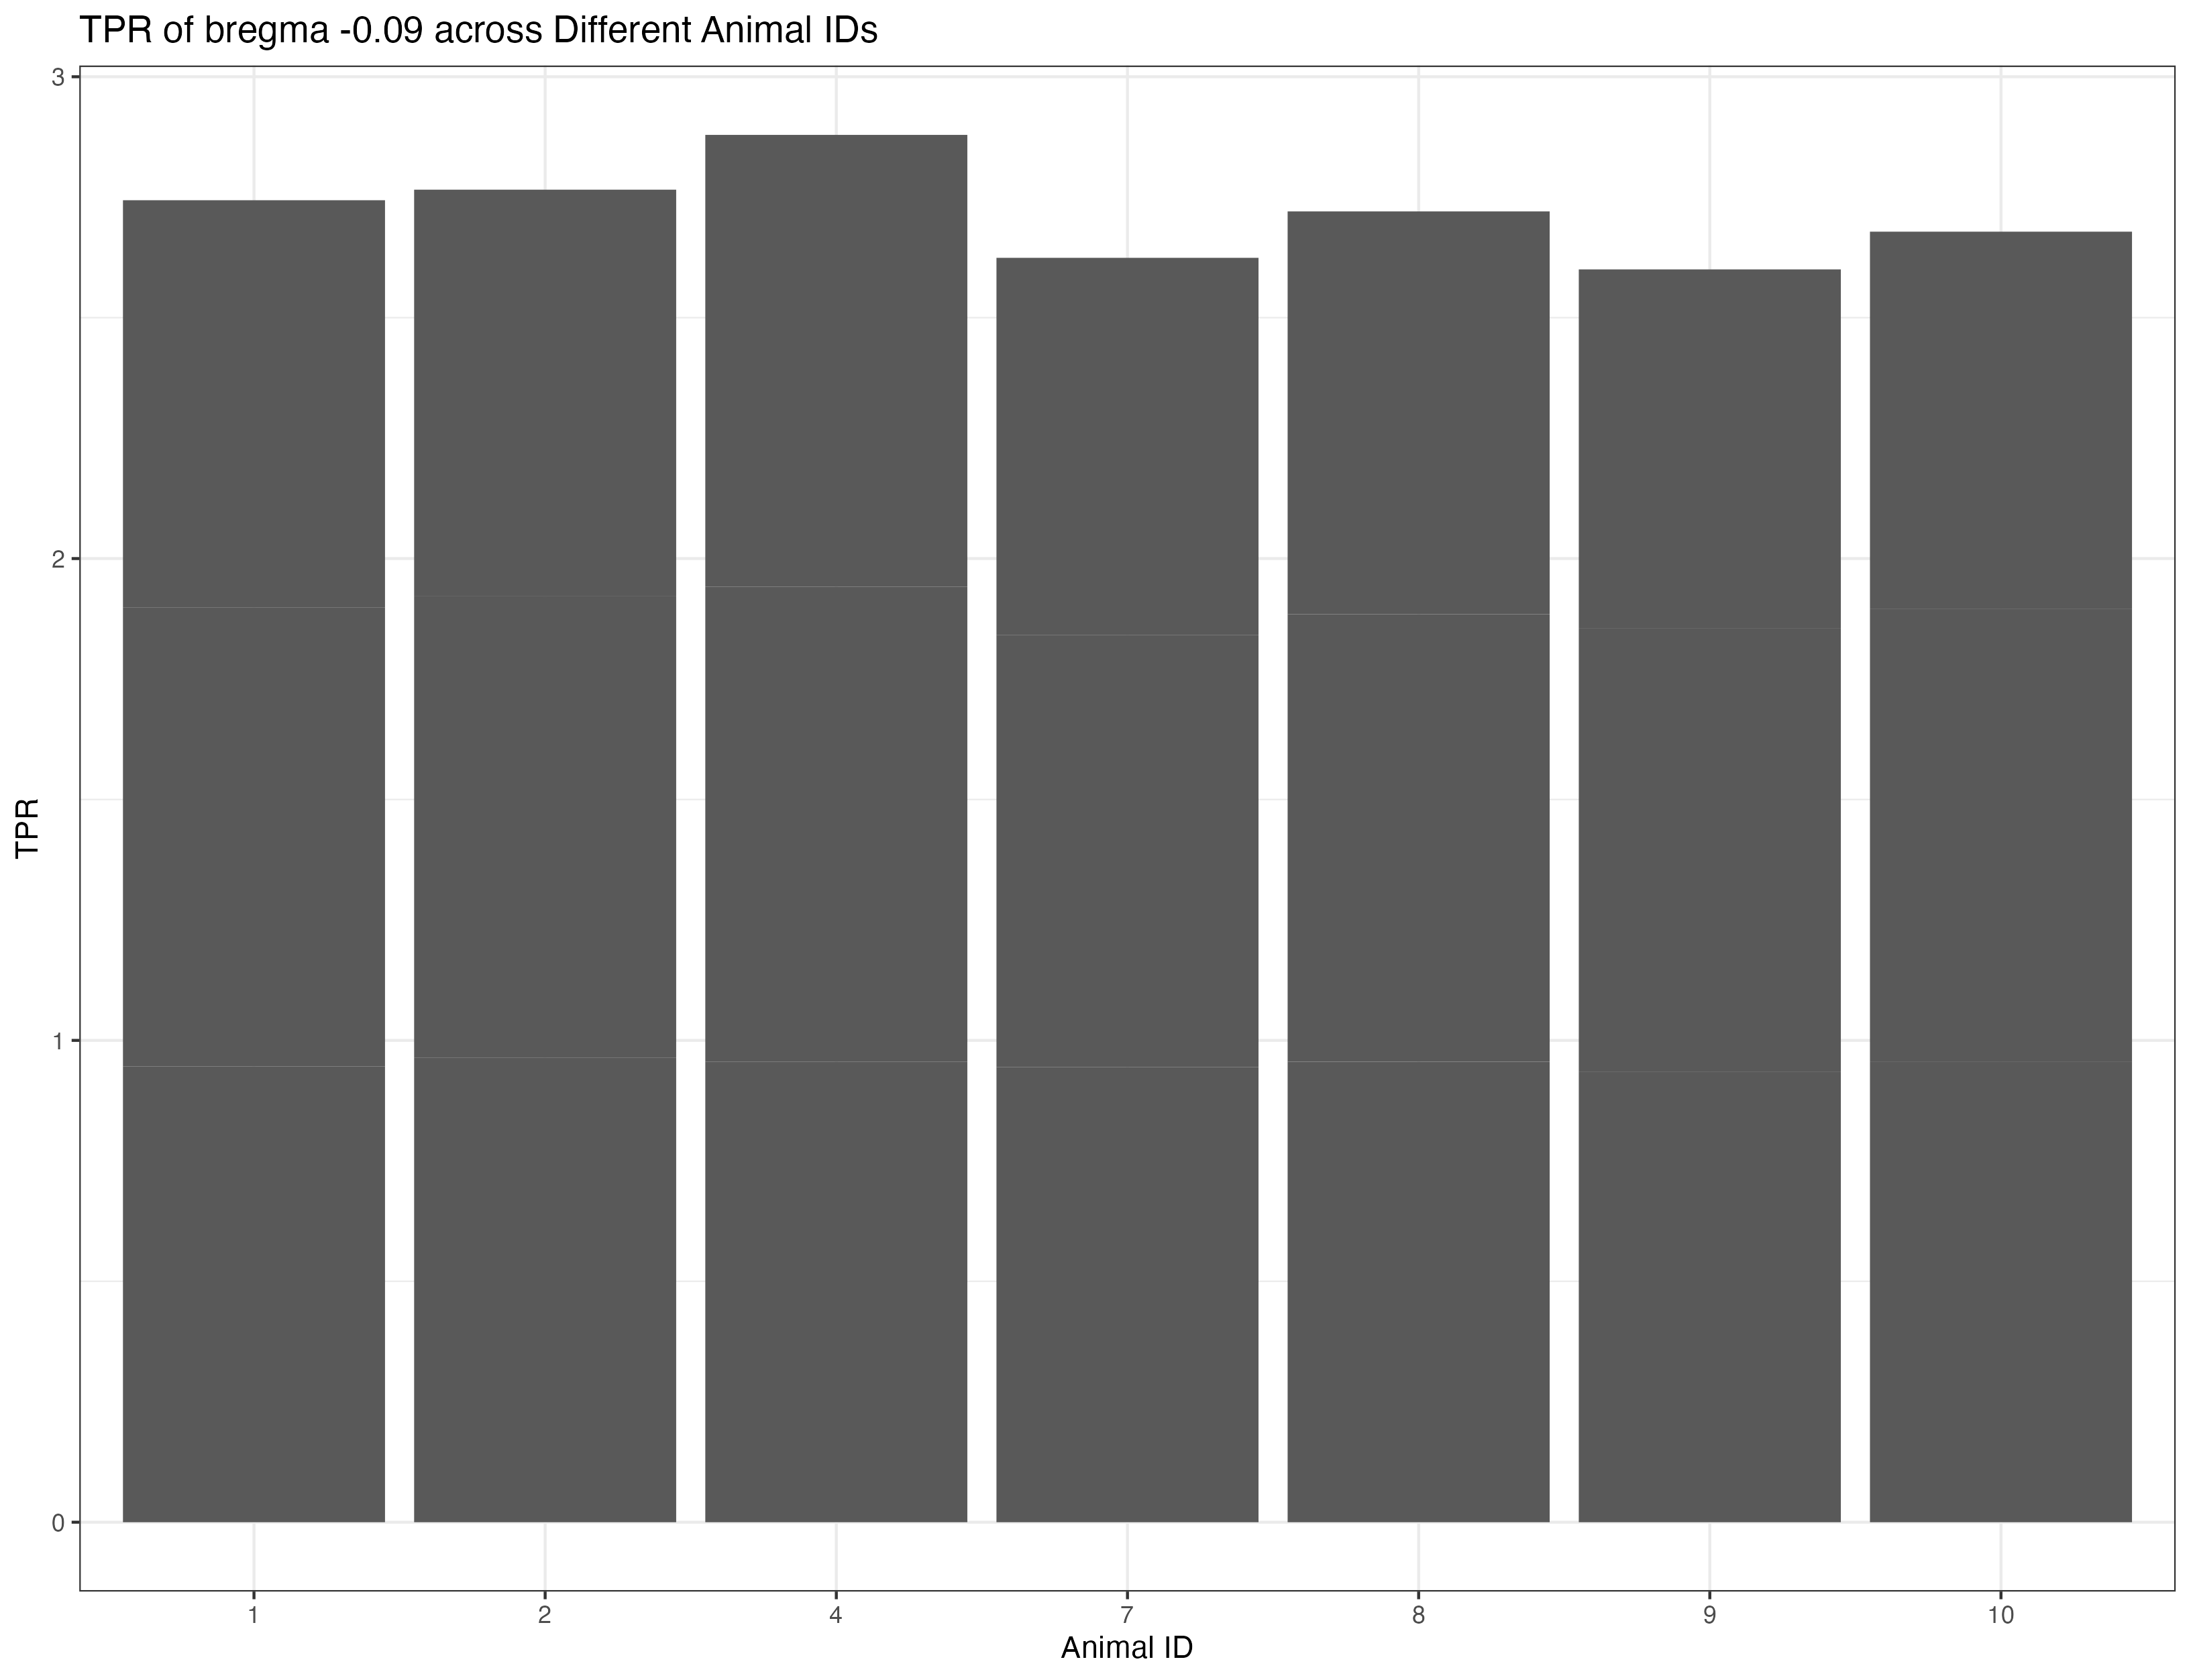 TPR of bregma -0.09 across Different Animal IDs
3
2
1
0
TPR
1 2 4 7 8 9 10
Animal ID